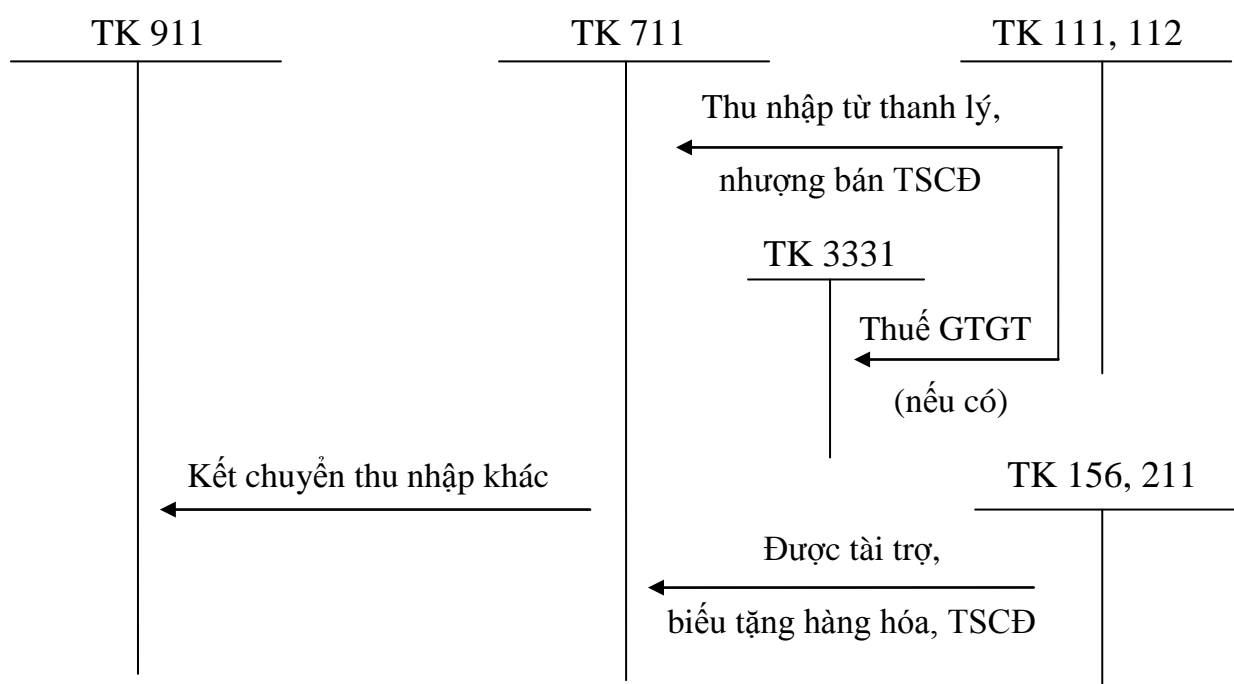 TK 911
TK 711
TK 111, 112
Thu nhập từ thanh lý,
nhượng bán TSCĐ
TK 3331
Thuế GTGT
(nếu có)
Kết chuyển thu nhập khác
TK 156, 211
Được tài trợ,
biếu tặng hàng hóa, TSCĐ